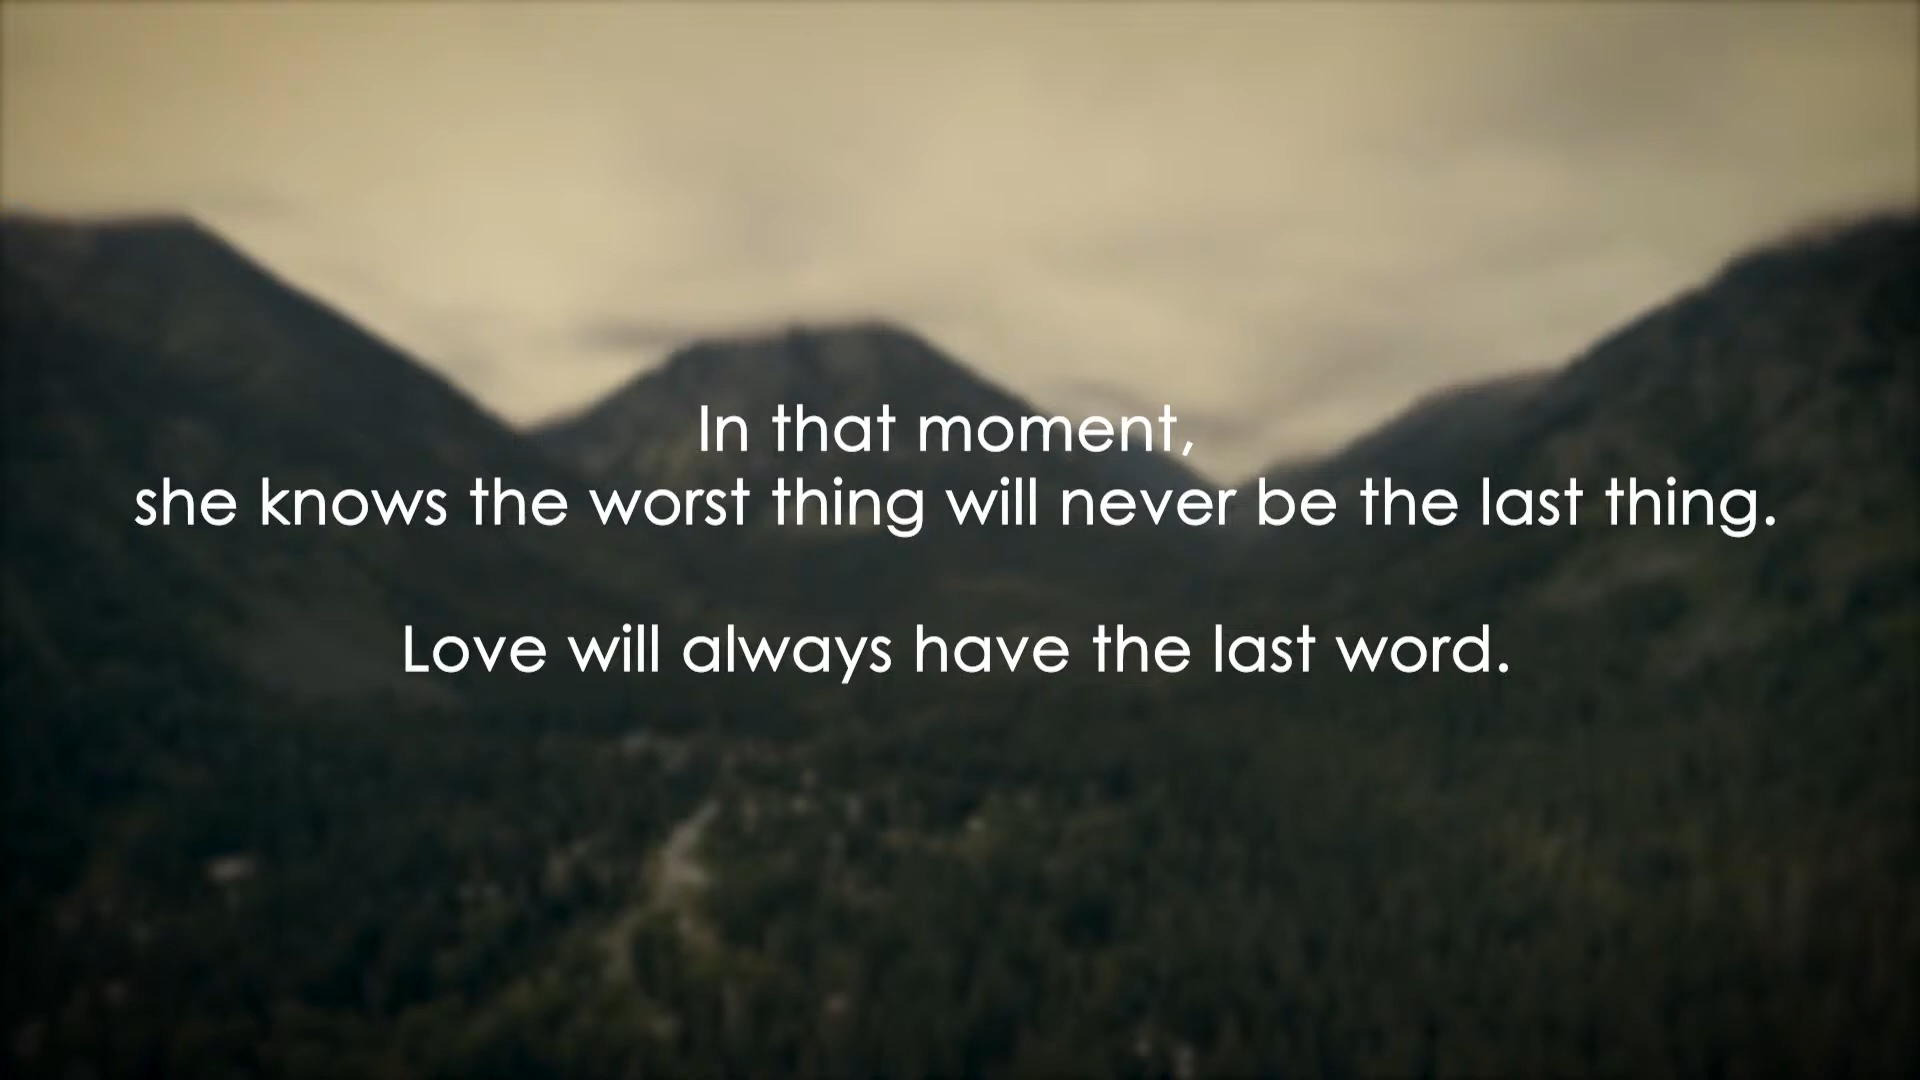 In that moment,
she knows the worst thing will never be the last thing.
Love will always have the last word.